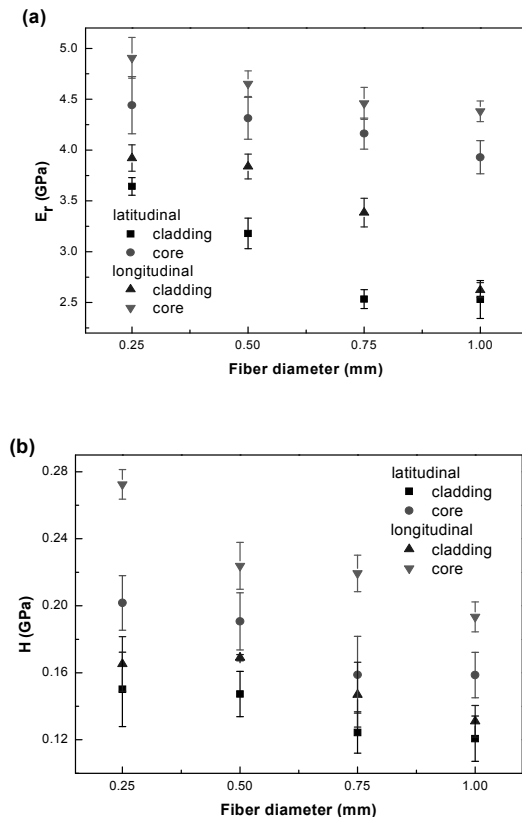 (a)
5.0
4.5
4.0
3.5
3.0
2.5
E_r (GPa)
latitudinal
cladding
core
longitudinal
cladding
core
0.25 0.50 0.75 1.00
Fiber diameter (mm)
(b)
0.28
0.24
0.20
0.16
0.12
H (GPa)
latitudinal
cladding
core
longitudinal
cladding
core
0.25 0.50 0.75 1.00
Fiber diameter (mm)